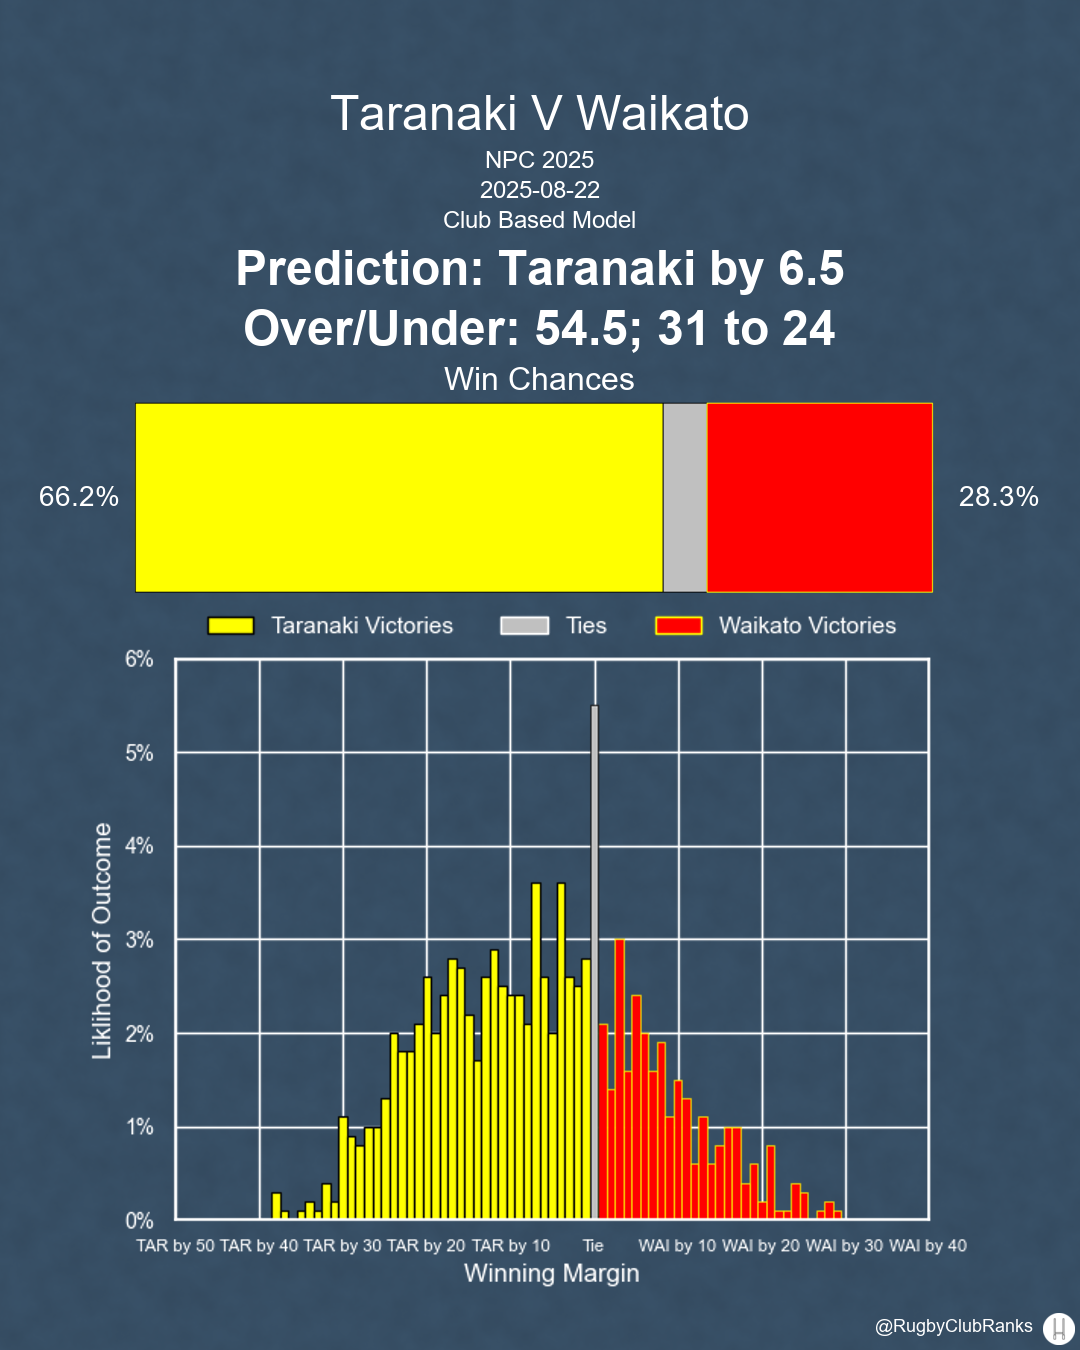 Taranaki V Waikato
NPC 2025
2025-08-22
Club Based Model
Prediction: Taranaki by 6.5
Over/Under: 54.5; 31 to 24
Win Chances
66.2%
28.3%
Taranaki Victories
Ties
Waikato Victories
6%
5%
4%
3%
2%
1%
0%
Liklihood of Outcome
TAR by 50 TAR by 40 TAR by 30 TAR by 20 TAR by 10 Tie WAI by 10 WAI by 20 WAI by 30 WAI by 40
Winning Margin
@RugbyClubRanks